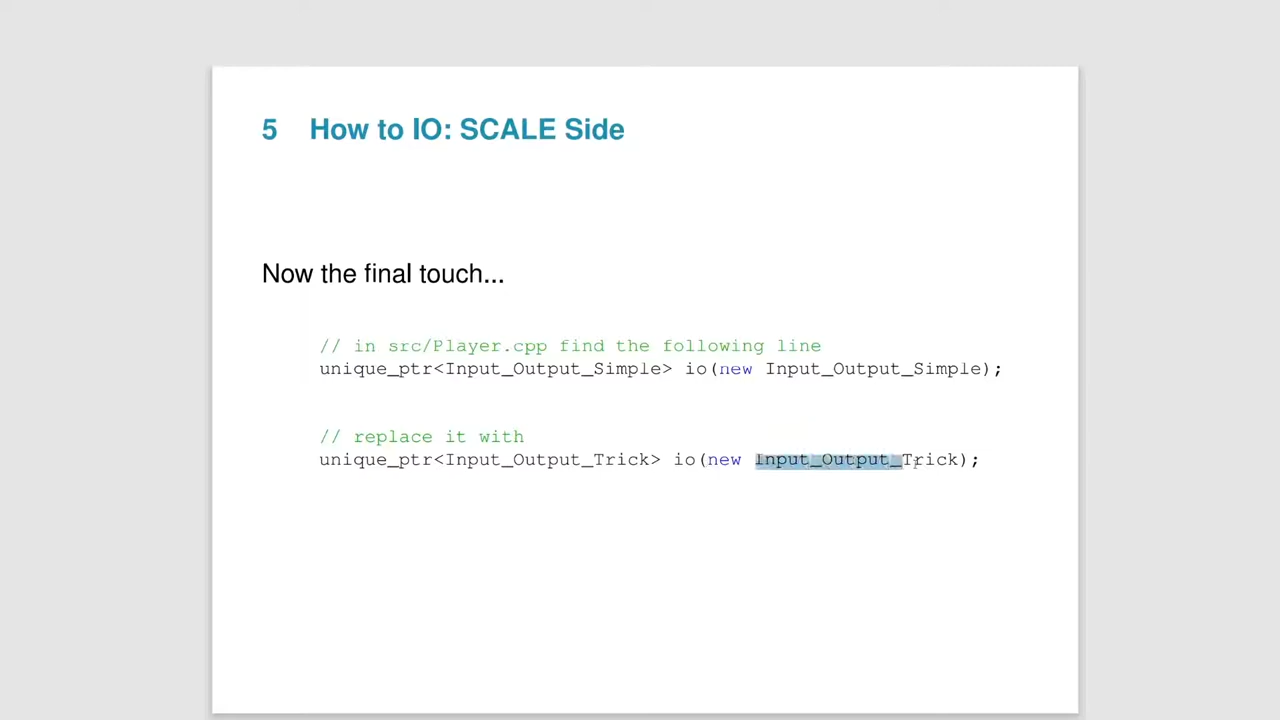 5 How to IO: SCALE Side
Now the final touch...
// in src/Player.cpp find the following line
unique_ptr<Input_Output_Simple> io(new Input_Output_Simple);
// replace it with
unique_ptr<Input_Output_Trick> io(new Input_Output_Trick);